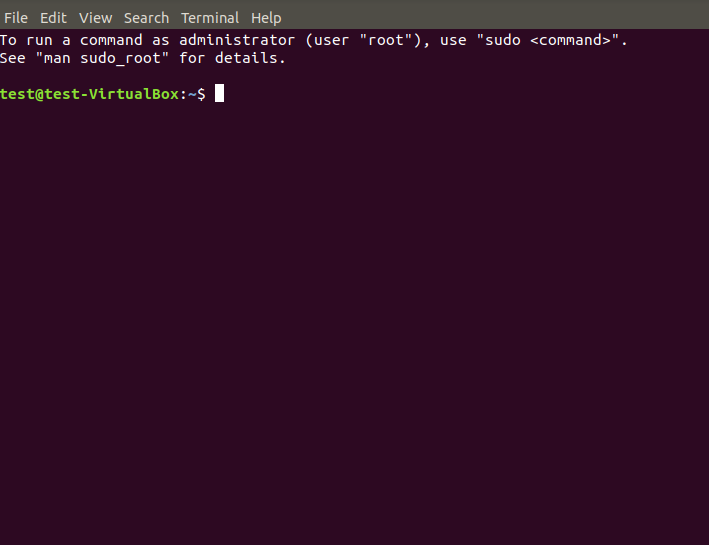 File Edit View Search Terminal Help
To run a command as administrator (user "root"), use "sudo <command>".
See "man sudo_root" for details.
test@test-VirtualBox:~$